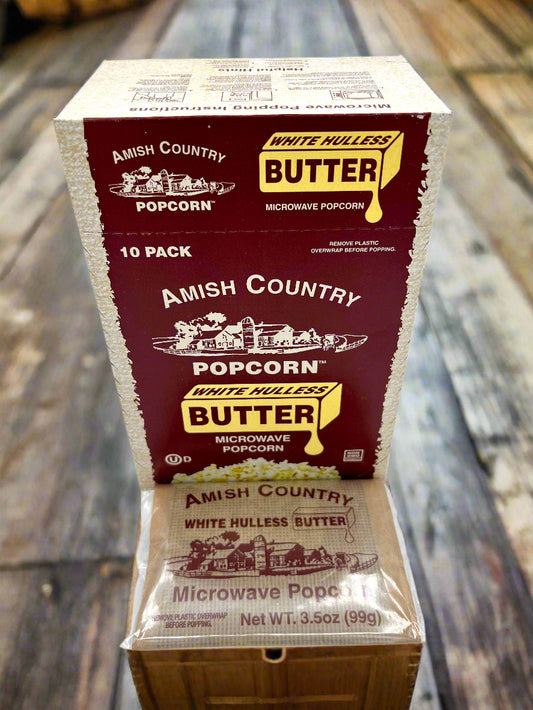 Helpful Hints
Microwave Popping Instructions
AMISH COUNTRY
POPCORN™
WHITE HULLESS
BUTTER
MICROWAVE POPCORN
10 PACK
REMOVE PLASTIC
OVERWRAP BEFORE POPPING.
AMISH COUNTRY
POPCORN™
WHITE HULLESS
BUTTER
MICROWAVE
POPCORN
U D
AMISH COUNTRY
WHITE HULLESS BUTTER
Microwave Popcorn
REMOVE PLASTIC OVERWRAP
BEFORE POPPING.
Net WT. 3.5oz (99g)